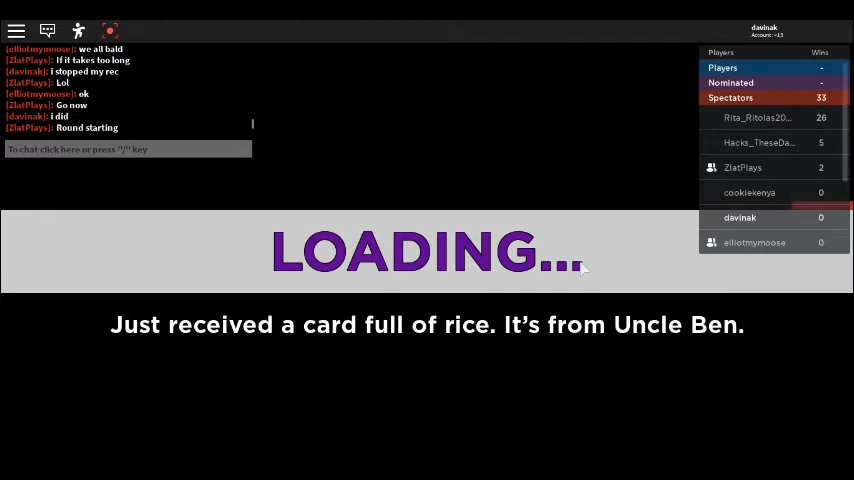 davinak
Account: <13
[elliotmymoose]: we all bald
[ZlatPlays]: If it takes too long
[davinak]: i stopped my rec
[ZlatPlays]: Lol
[elliotmymoose]: ok
[ZlatPlays]: Go now
[davinak]: i did
[ZlatPlays]: Round starting
To chat click here or press "/" key
Players Wins
Players -
Nominated -
Spectators 33
Rita_Ritolas20... 26
Hacks_TheseDa... 5
ZlatPlays 2
cookiekenya 0
davinak 0
elliotmymoose 0
LOADING...
Just received a card full of rice. It's from Uncle Ben.